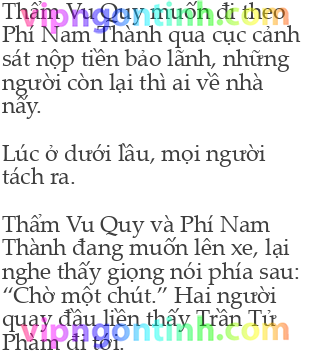 Thẩm Vu Quy muốn đi theo
Phí Nam Thành qua cục cảnh
sát nộp tiền bảo lãnh, những
người còn lại thì ai về nhà
nấy.
Lúc ở dưới lầu, mọi người
tách ra.
Thẩm Vu Quy và Phí Nam
Thành đang muốn lên xe, lại
nghe thấy giọng nói phía sau:
“Chờ một chút.” Hai người
quay đầu liền thấy Trần Tử
Phàm đi tới.
vipngontinh.com
vipngontinh.com